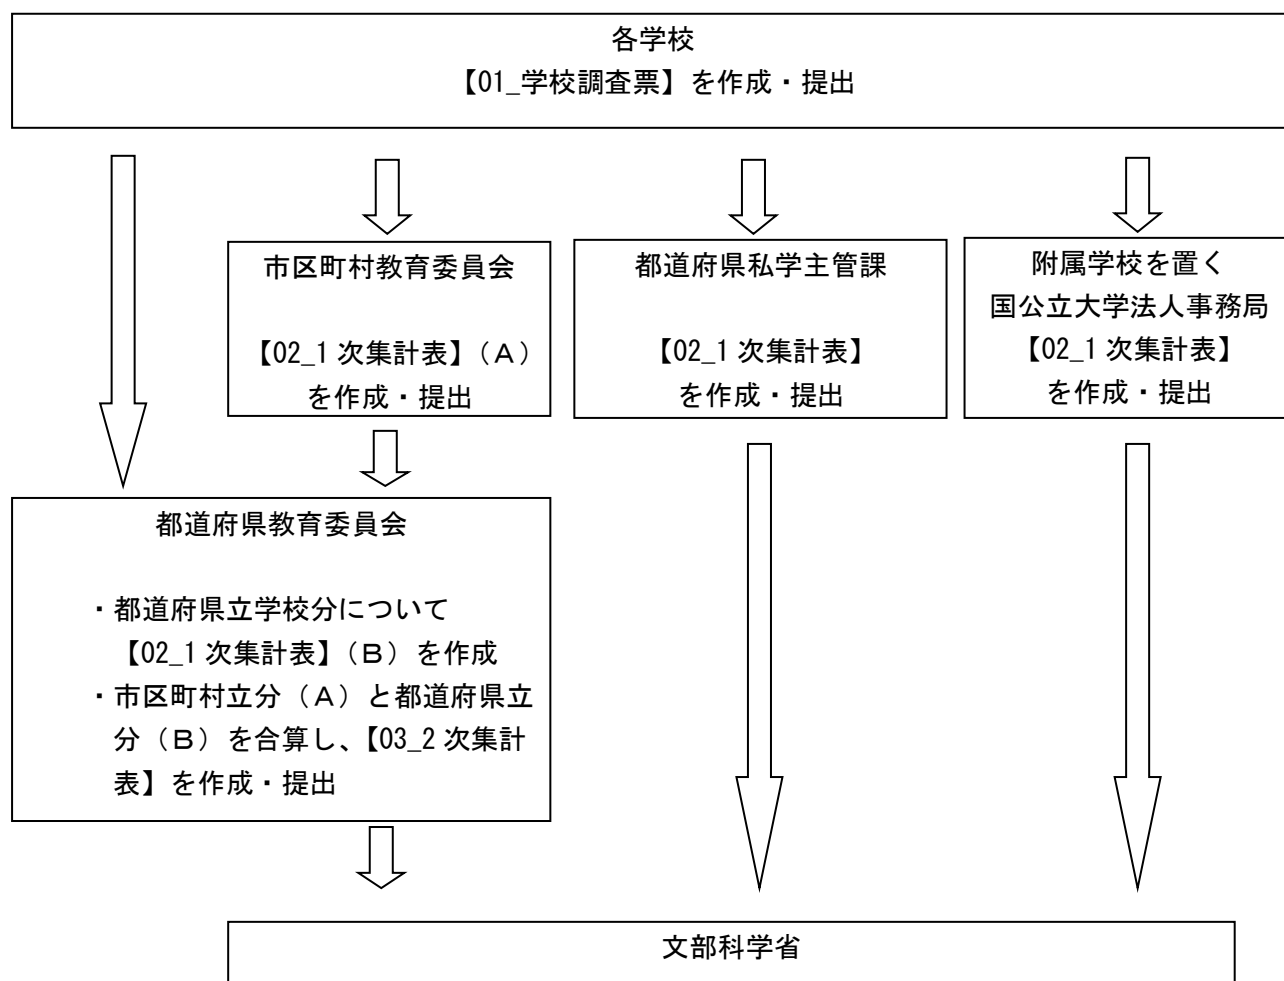 各学校
【01_学校調査票】を作成・提出
市区町村教育委員会
【02_1次集計表】（Ａ）
を作成・提出
都道府県私学主管課
【02_1次集計表】
を作成・提出
附属学校を置く
国公立大学法人事務局
【02_1次集計表】
を作成・提出
都道府県教育委員会
・都道府県立学校分について
【02_1次集計表】（Ｂ）を作成
・市区町村立分（Ａ）と都道府県立
分（Ｂ）を合算し、【03_2次集計
表】を作成・提出
文部科学省